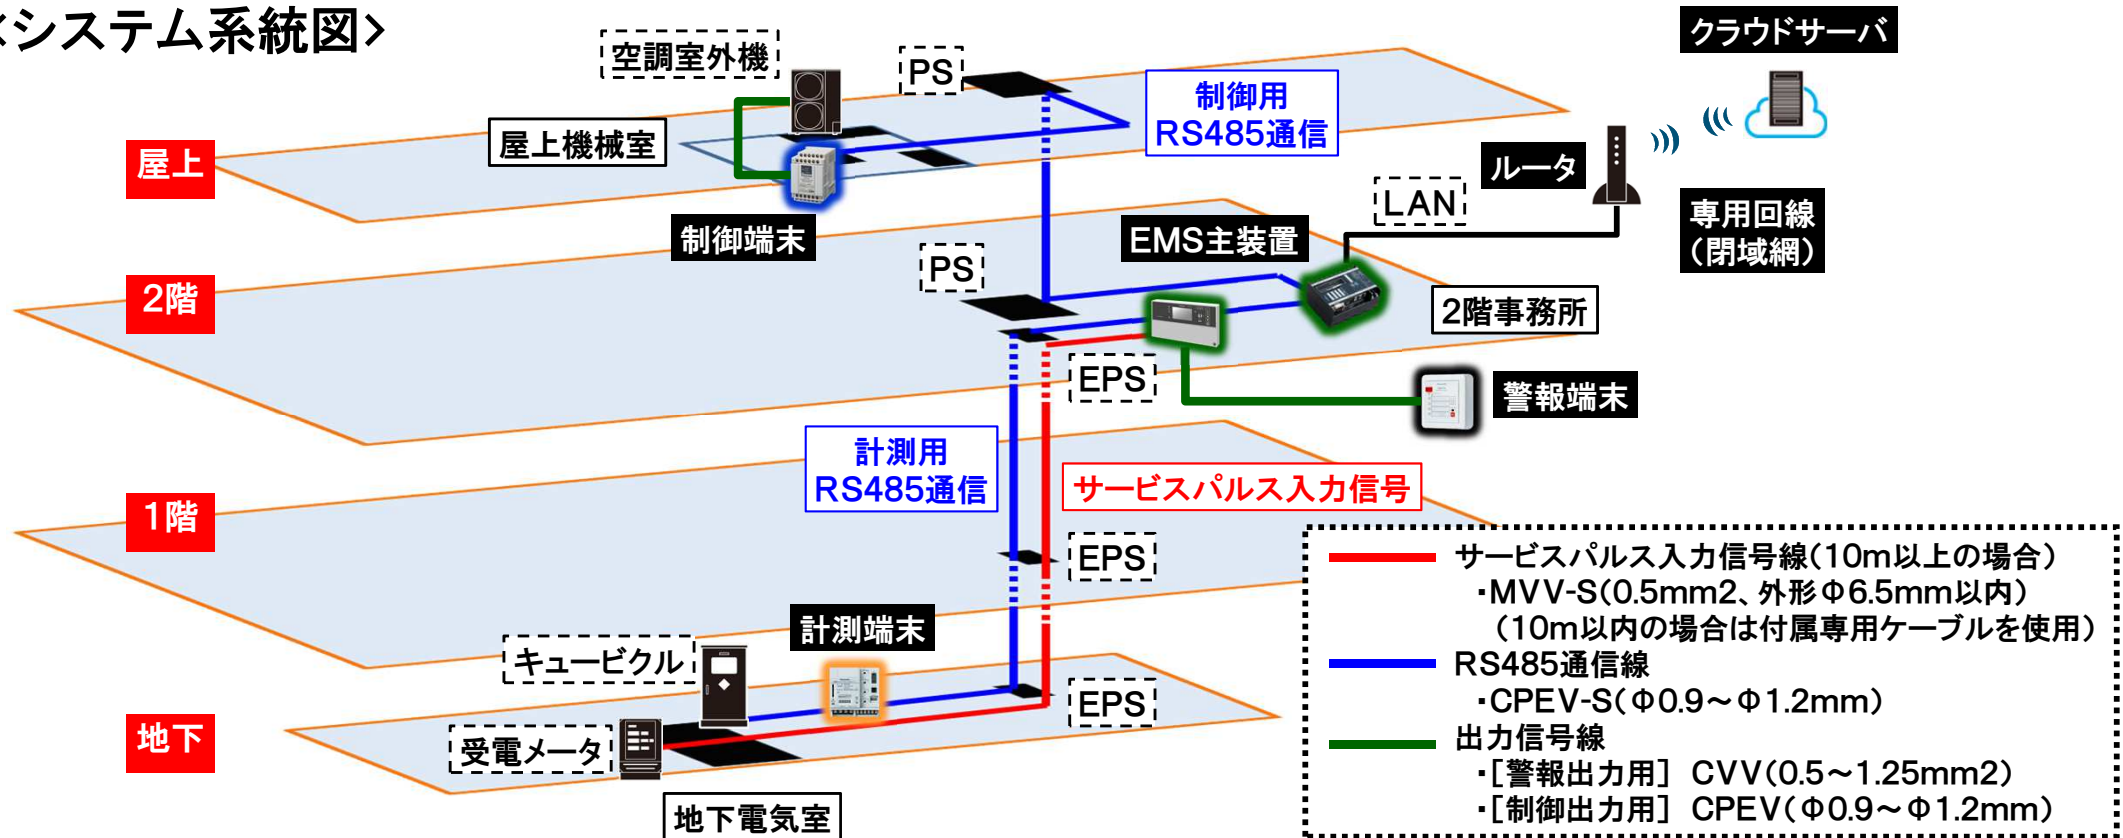 <システム系統図>
クラウドサーバ
空調室外機
PS
制御用
RS485通信
屋上機械室
屋上
ルータ
LAN
専用回線
(閉域網)
制御端末
EMS主装置
PS
2階
2階事務所
EPS
警報端末
計測用
RS485通信
サービスパルス入力信号
1階
EPS
計測端末
キュービクル
EPS
地下
受電メータ
地下電気室
サービスパルス入力信号線(10m以上の場合)
・MVV-S(0.5mm2、外形Φ6.5mm以内)
(10m以内の場合は付属専用ケーブルを使用)
RS485通信線
・CPEV-S(Φ0.9～Φ1.2mm)
出力信号線
・[警報出力用] CVV(0.5～1.25mm2)
・[制御出力用] CPEV(Φ0.9～Φ1.2mm)